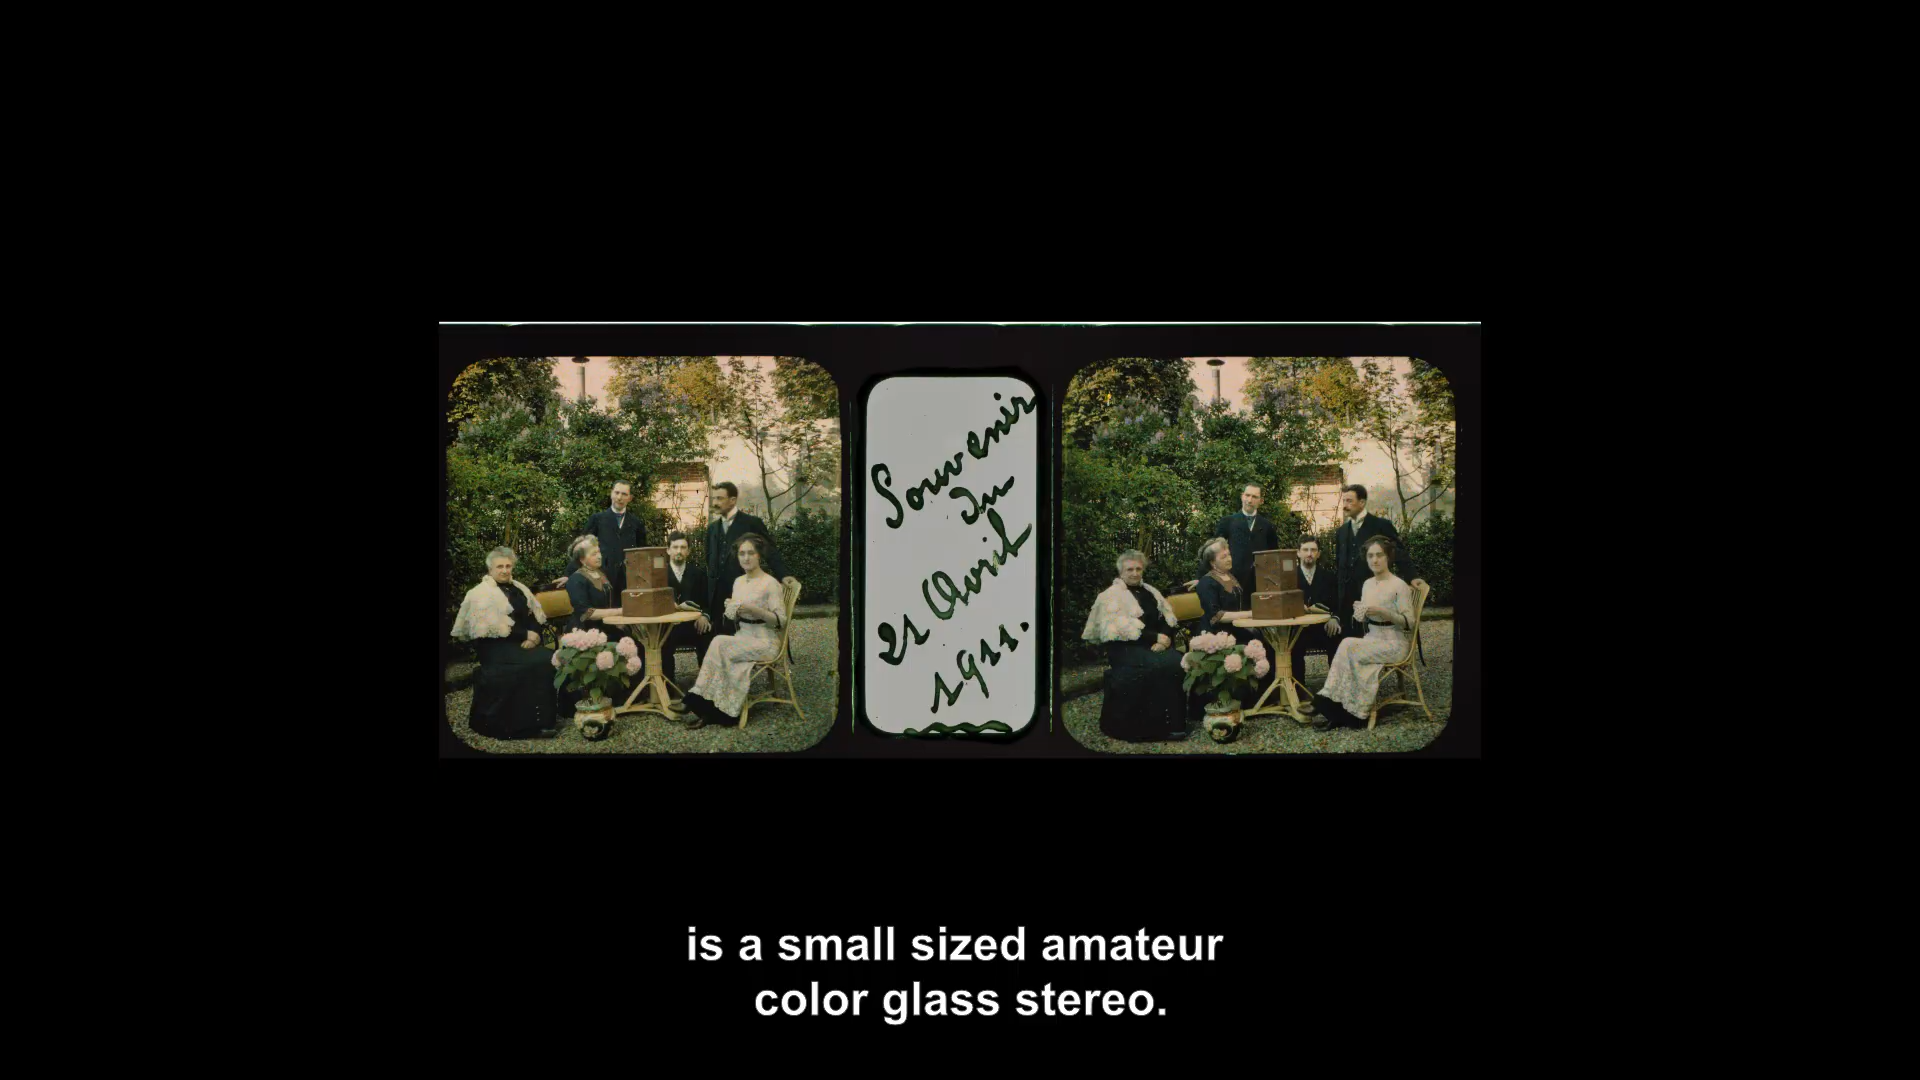 Souvenir
du
21 Avril
1911.
is a small sized amateur
color glass stereo.